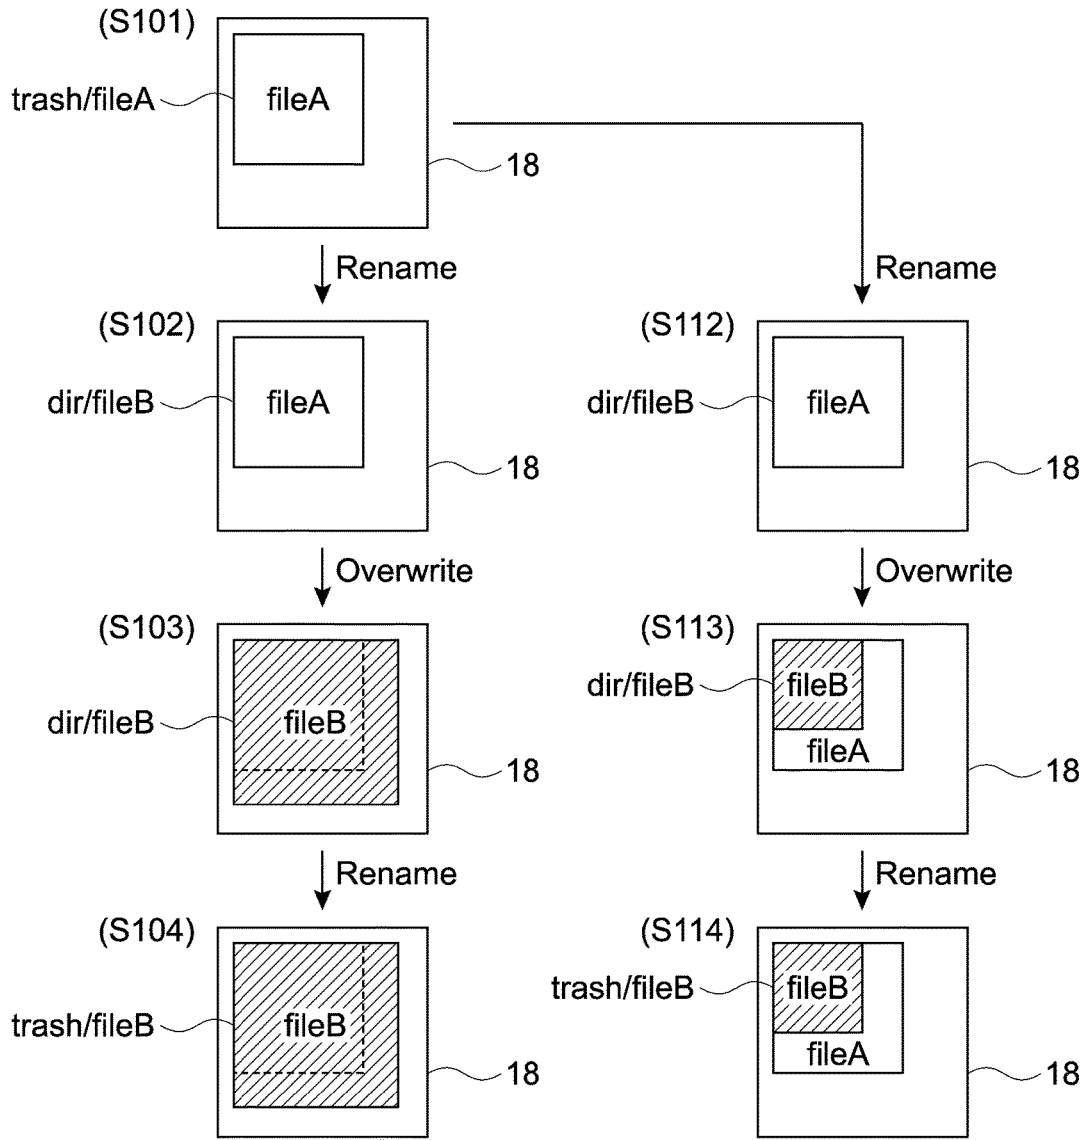 (S101)
trash/fileA
fileA
18
Rename
Rename
(S102)
dir/fileB
fileA
18
(S112)
dir/fileB
fileA
18
Overwrite
Overwrite
(S103)
dir/fileB
fileB
18
(S113)
dir/fileB
fileB
fileA
18
Rename
Rename
(S104)
trash/fileB
fileB
18
(S114)
trash/fileB
fileB
fileA
18